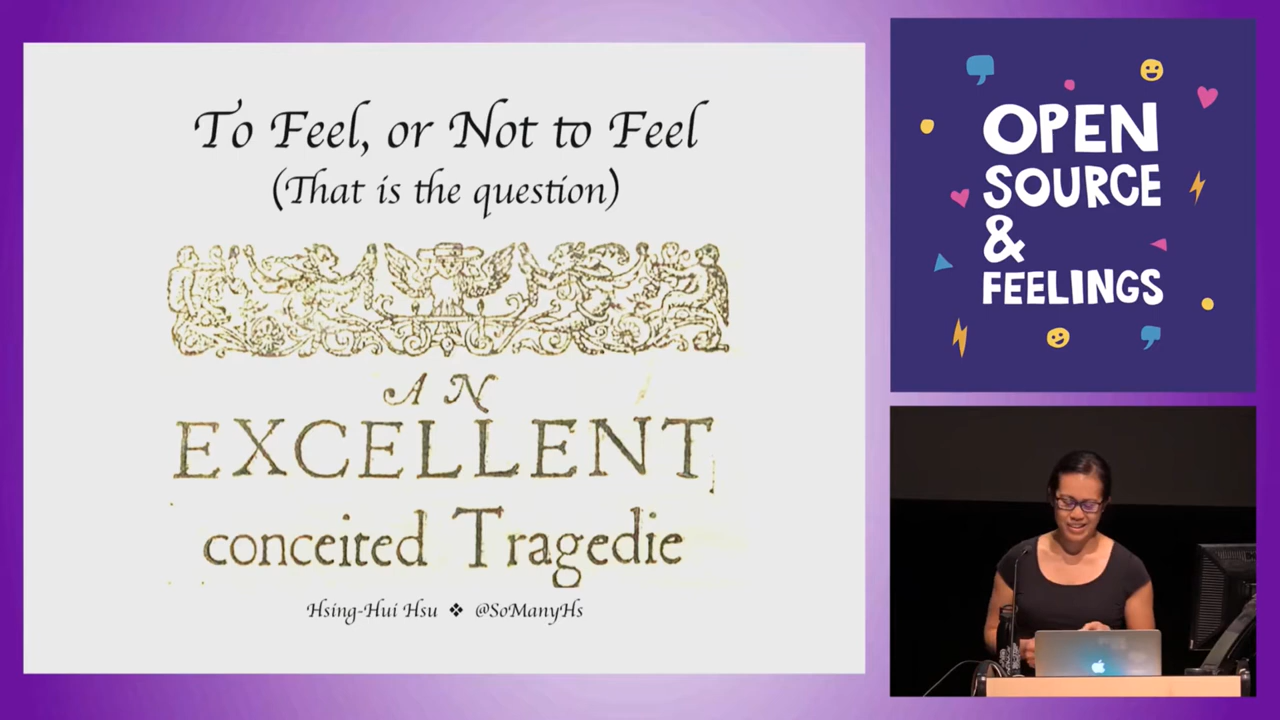 To Feel, or Not to Feel
(That is the question)
AN
EXCELLENT
conceited Tragedie
Hsing-Hui Hsu ❖ @SoManyHs
OPEN
SOURCE
&
FEELINGS